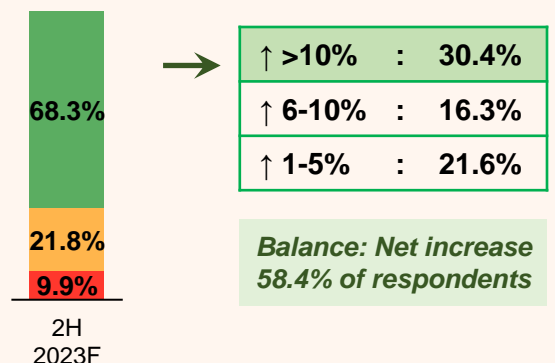 68.3%
21.8%
9.9%
2H
2023F
↑ >10% : 30.4%
↑ 6-10% : 16.3%
↑ 1-5% : 21.6%
Balance: Net increase
58.4% of respondents